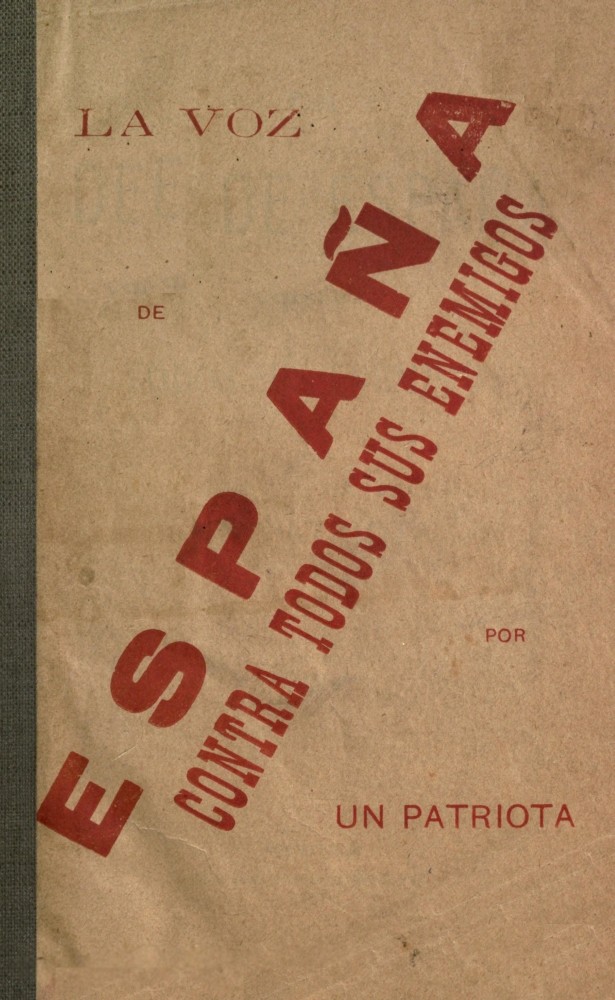 LA VOZ
DE
ESPAÑA
CONTRA TODOS SUS ENEMIGOS
POR
UN PATRIOTA